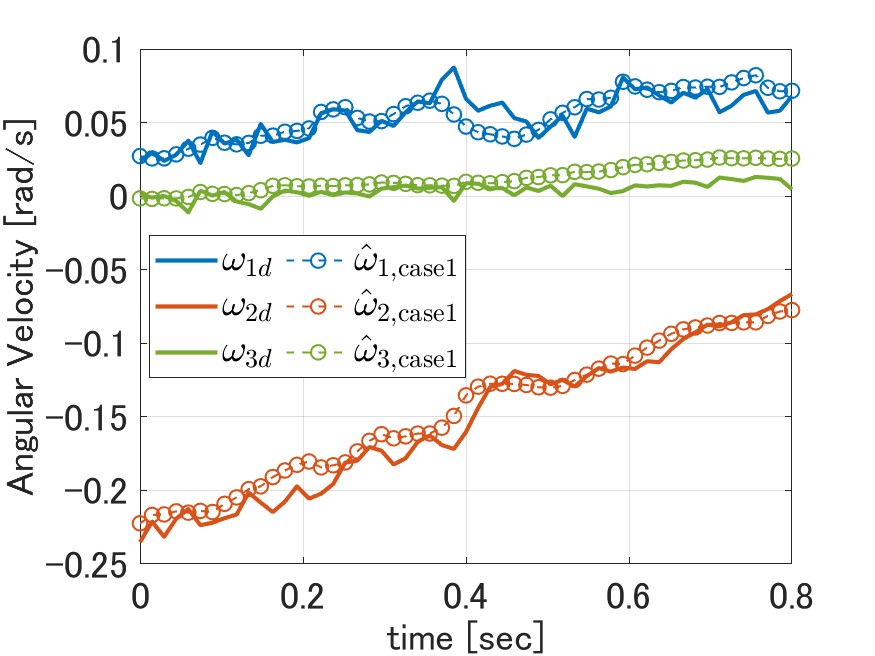 0.1
0.05
0
−0.05
−0.1
−0.15
−0.2
−0.25
Angular Velocity [rad/s]
ω1d ω̂1,case1
ω2d ω̂2,case1
ω3d ω̂3,case1
0 0.2 0.4 0.6 0.8
time [sec]